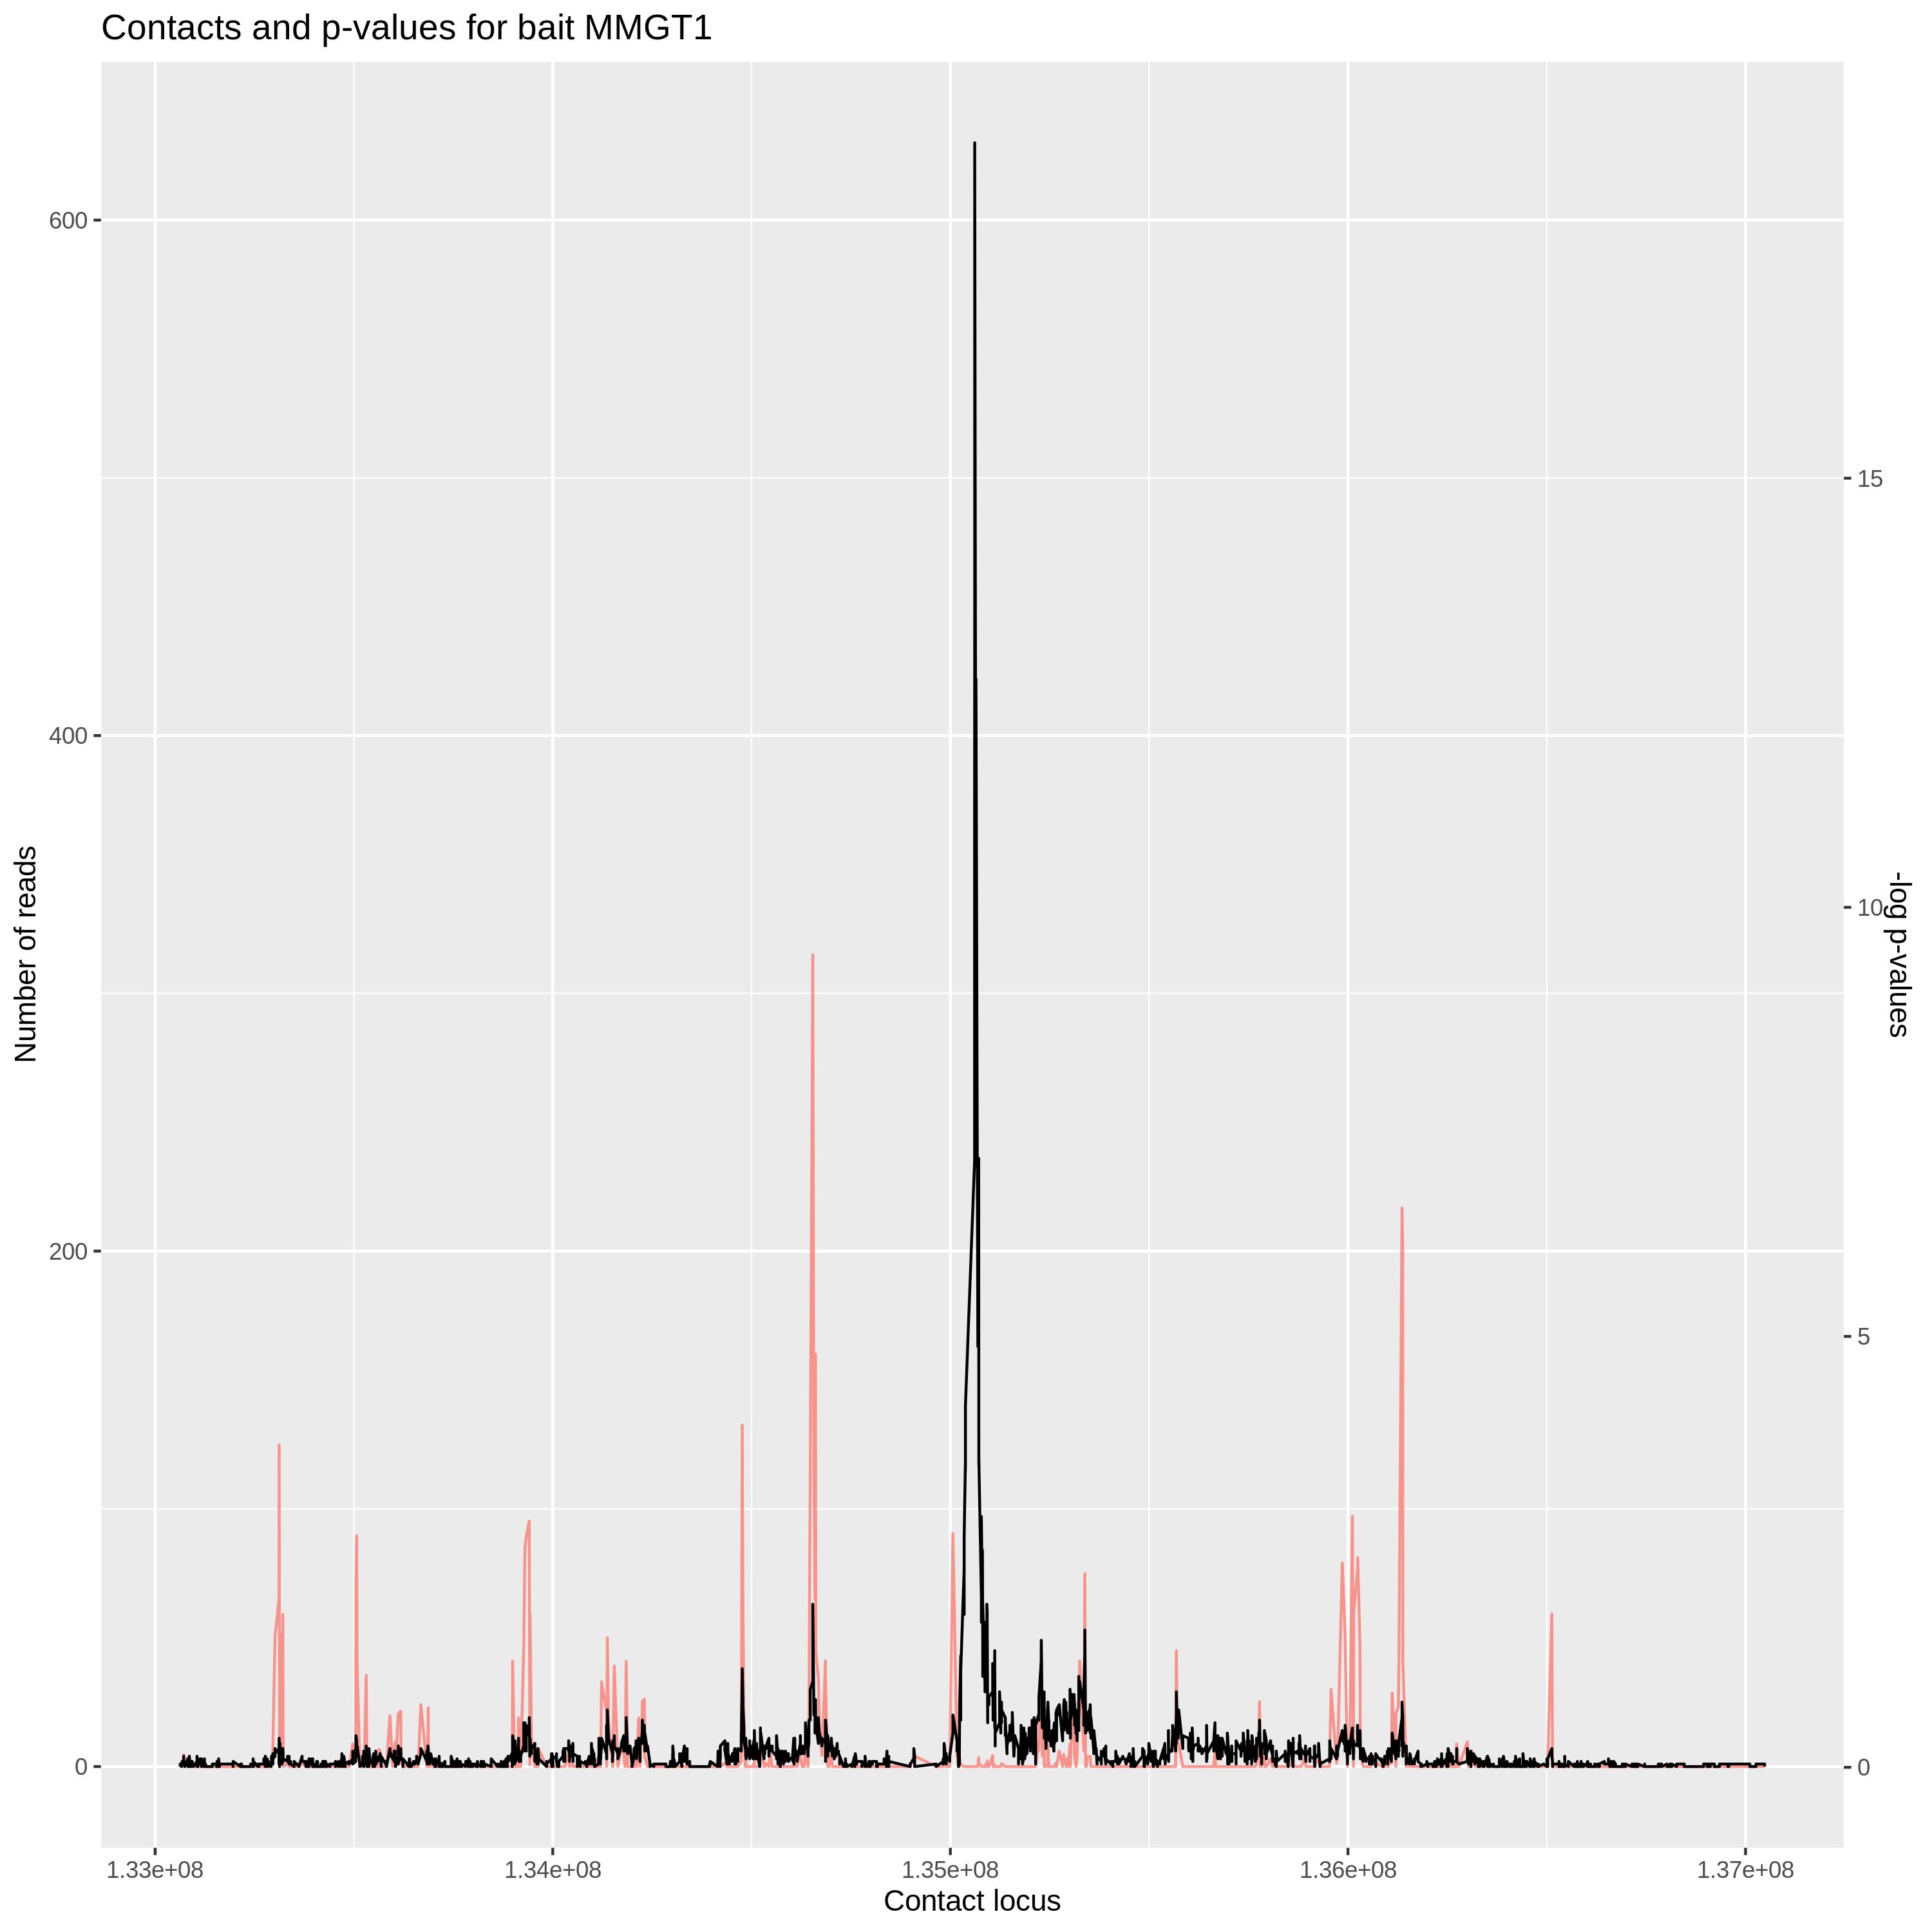 Contacts and p-values for bait MMGT1
Number of reads
600
400
200
0
15
10
5
0
-log p-values
1.33e+08
1.34e+08
1.35e+08
1.36e+08
1.37e+08
Contact locus